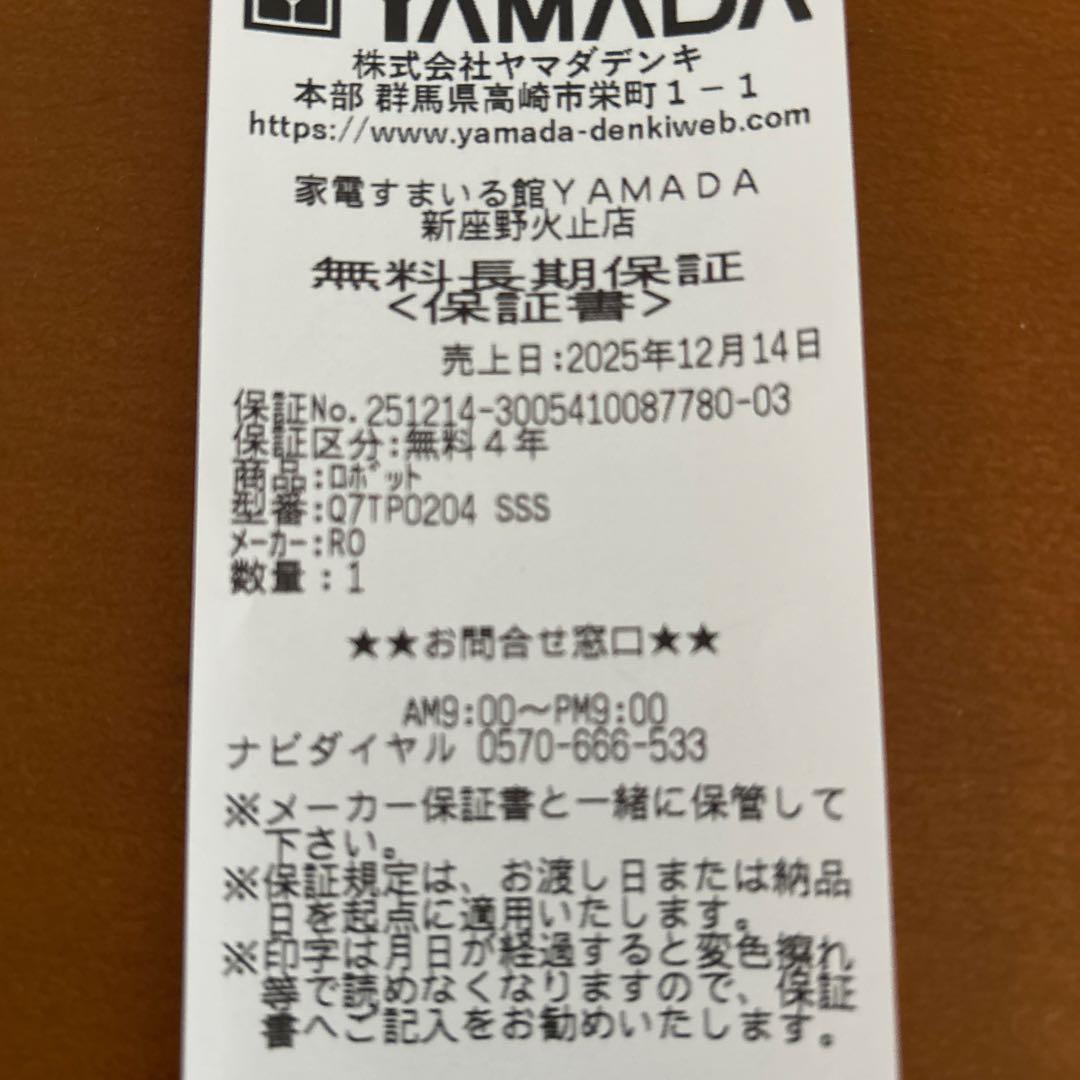 YAMADA
株式会社ヤマダデンキ
本部 群馬県高崎市栄町1-1
https://www.yamada-denkiweb.com
家電すまいる館YAMADA
新座野火止店
無料長期保証
<保証書>
売上日:2025年12月14日
保証No.251214-3005410087780-03
保証区分:無料4年
商品:ﾛﾎﾞｯﾄ
型番:Q7TP0204 SSS
ﾒｰｶｰ:RO
数量:1
★★お問合せ窓口★★
AM9:00～PM9:00
ナビダイヤル 0570-666-533
※メーカー保証書と一緒に保管して
下さい。
※保証規定は、お渡し日または納品
日を起点に適用いたします。
※印字は月日が経過すると変色擦れ
等で読めなくなりますので、保証
書へご記入をお勧めいたします。